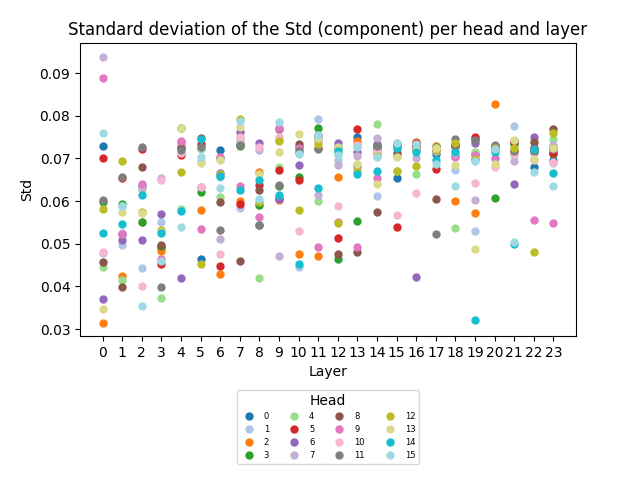 Standard deviation of the Std (component) per head and layer
0.09
0.08
0.07
0.06
0.05
0.04
0.03
Std
0 1 2 3 4 5 6 7 8 9 10 11 12 13 14 15 16 17 18 19 20 21 22 23
Layer
Head
0 4 8 12
1 5 9 13
2 6 10 14
3 7 11 15